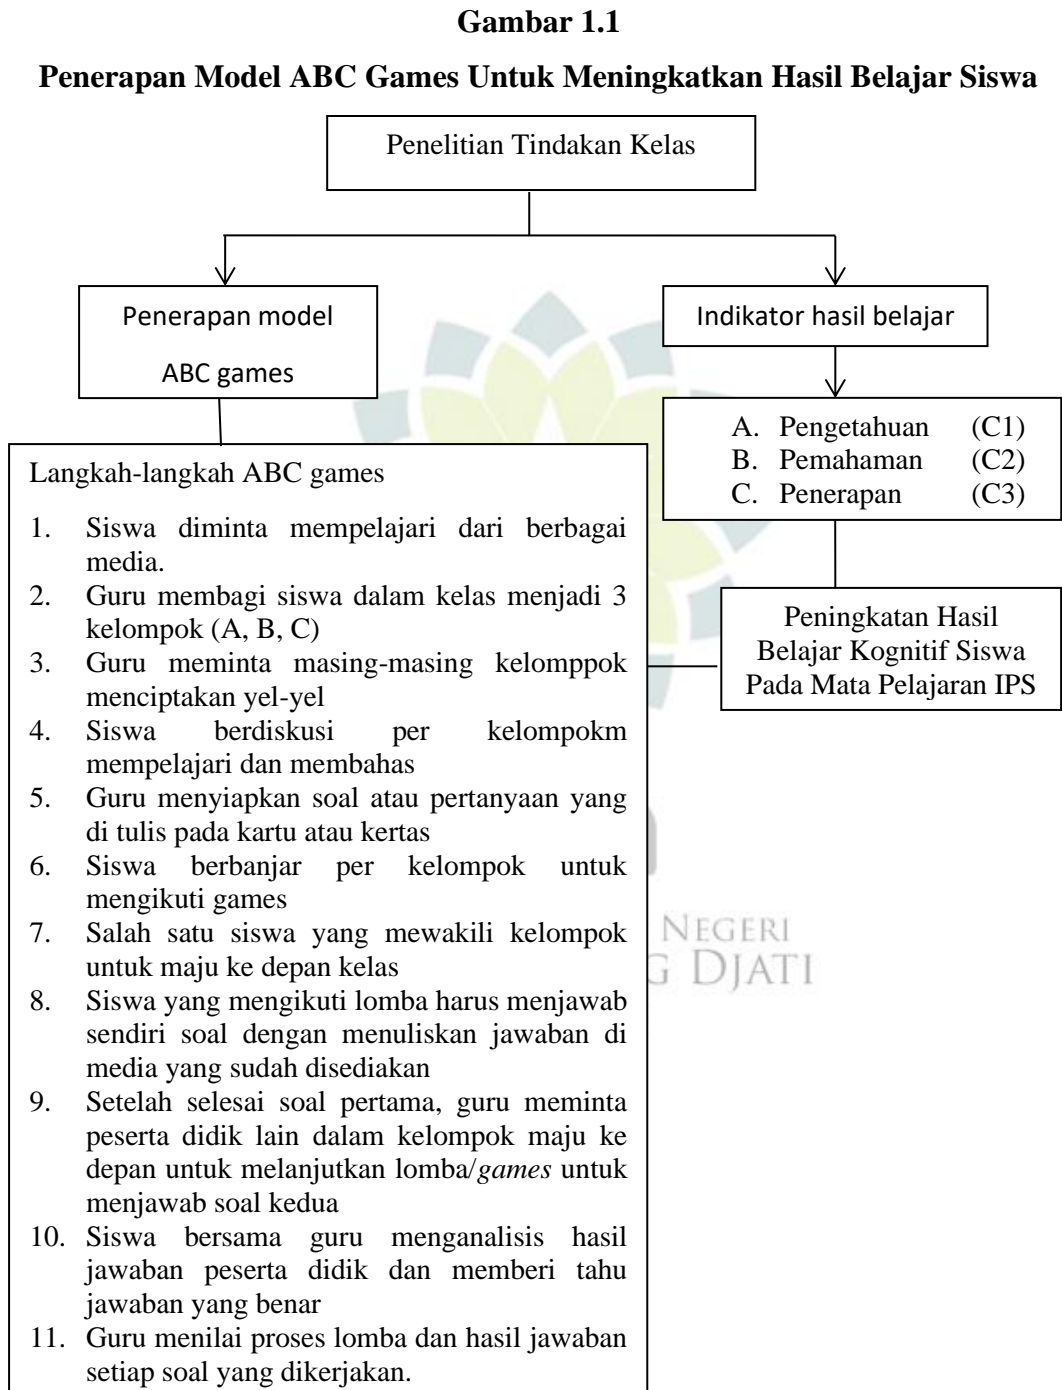 Gambar 1.1
Penerapan Model ABC Games Untuk Meningkatkan Hasil Belajar Siswa
Penelitian Tindakan Kelas
Penerapan model
ABC games
Indikator hasil belajar
A. Pengetahuan (C1)
B. Pemahaman (C2)
C. Penerapan (C3)
Langkah-langkah ABC games
1. Siswa diminta mempelajari dari berbagai
media.
2. Guru membagi siswa dalam kelas menjadi 3
kelompok (A, B, C)
3. Guru meminta masing-masing kelomppok
menciptakan yel-yel
4. Siswa berdiskusi per kelompokm
mempelajari dan membahas
5. Guru menyiapkan soal atau pertanyaan yang
di tulis pada kartu atau kertas
6. Siswa berbanjar per kelompok untuk
mengikuti games
7. Salah satu siswa yang mewakili kelompok
untuk maju ke depan kelas
8. Siswa yang mengikuti lomba harus menjawab
sendiri soal dengan menuliskan jawaban di
media yang sudah disediakan
9. Setelah selesai soal pertama, guru meminta
peserta didik lain dalam kelompok maju ke
depan untuk melanjutkan lomba/games untuk
menjawab soal kedua
10. Siswa bersama guru menganalisis hasil
jawaban peserta didik dan memberi tahu
jawaban yang benar
11. Guru menilai proses lomba dan hasil jawaban
setiap soal yang dikerjakan.
Peningkatan Hasil
Belajar Kognitif Siswa
Pada Mata Pelajaran IPS
NEGERI
G DJATI